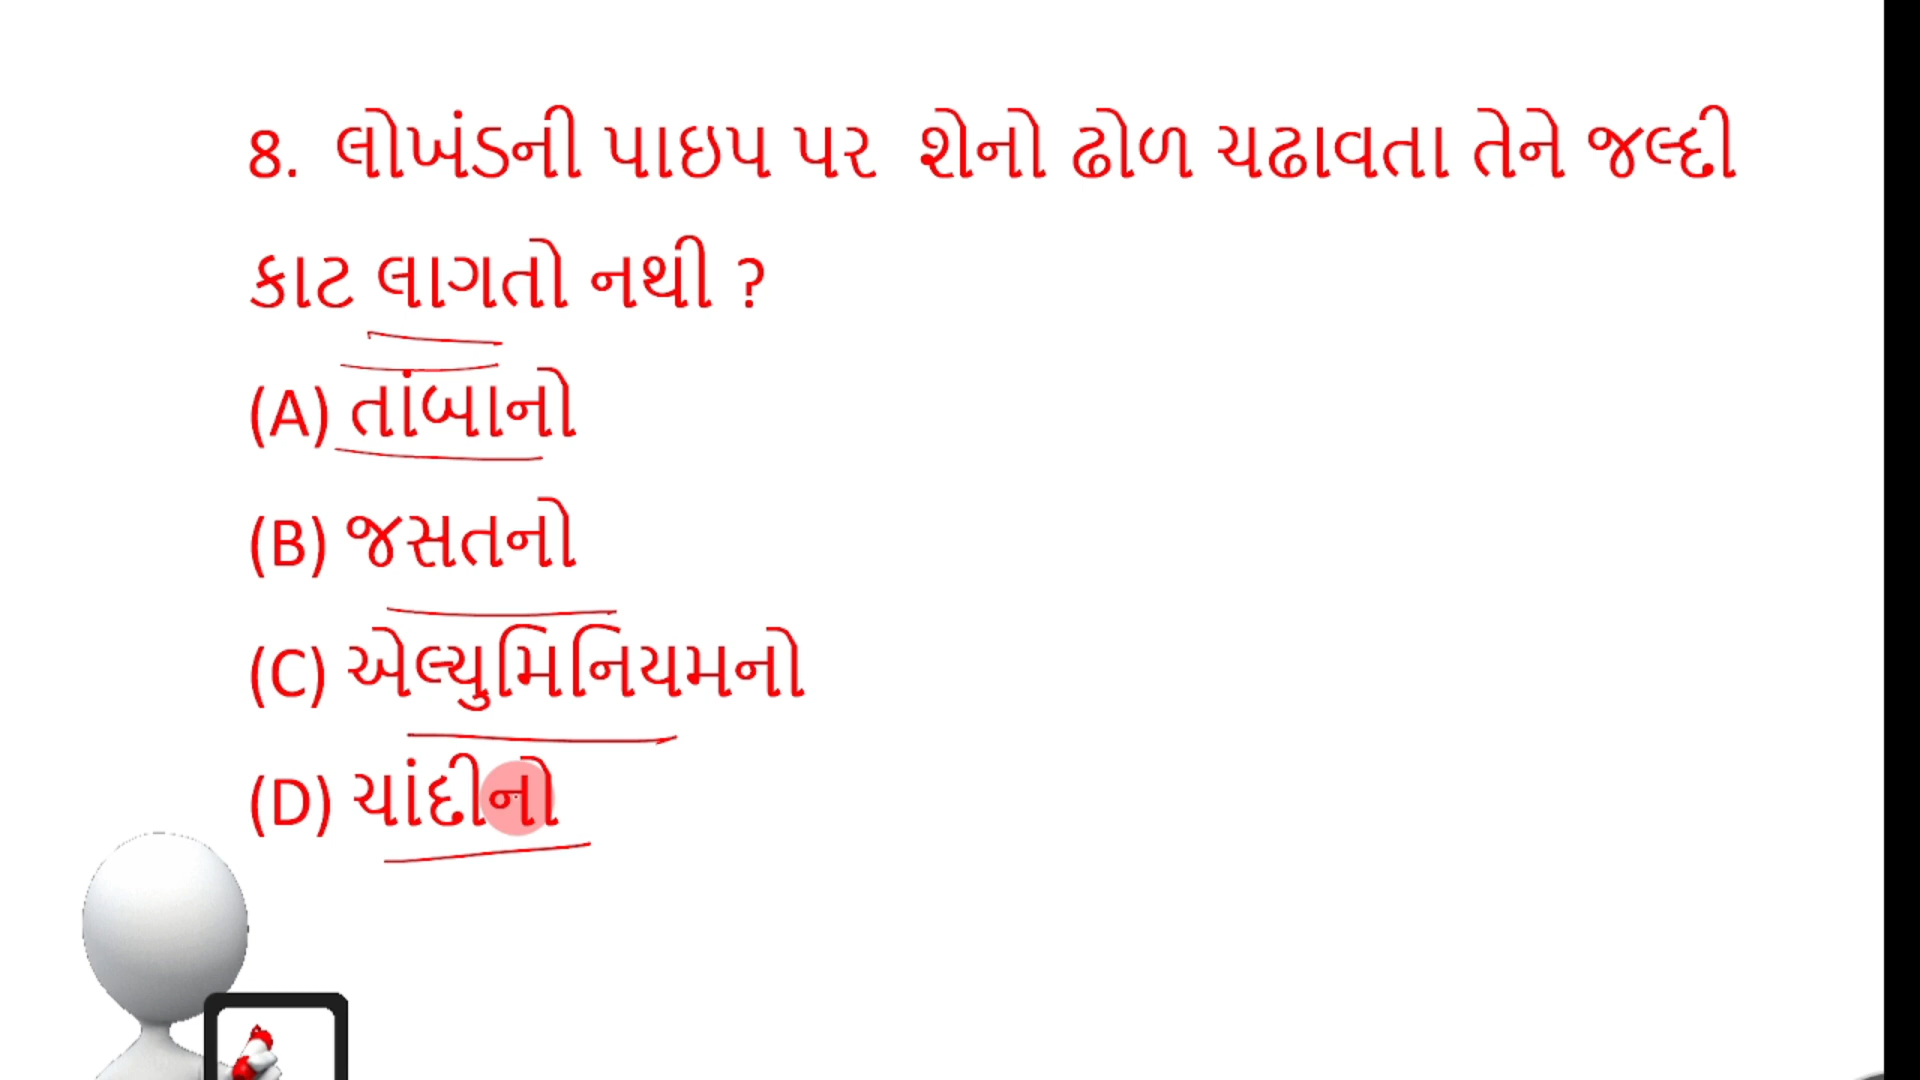 8. લોખંડની પાઇપ પર શેનો ઢોળ ચઢાવતા તેને જલ્દી
કાટ લાગતો નથી ?
(A) તાંબાનો
(B) જસતનો
(C) એલ્યુમિનિયમનો
(D) ચાંદીનો